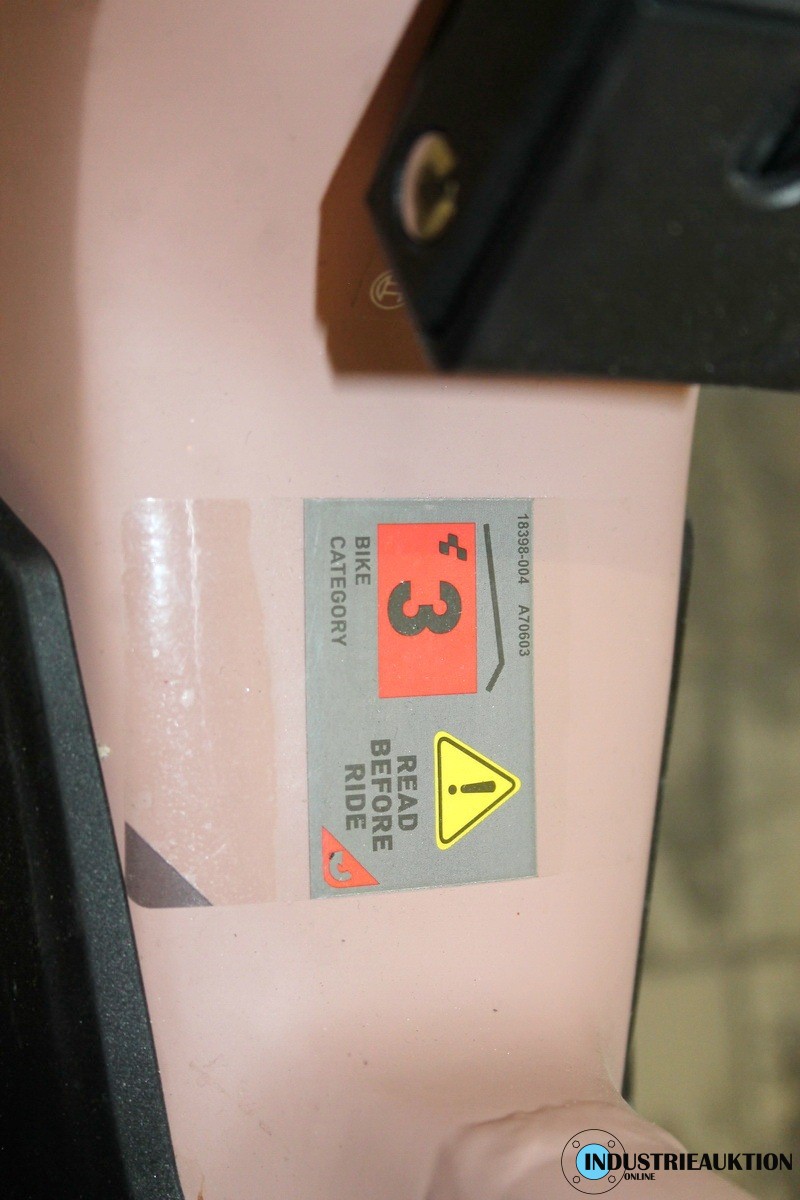 18398-004 A70603
3
BIKE
CATEGORY
READ
BEFORE
RIDE
INDUSTRIEAUKTION
ONLINE